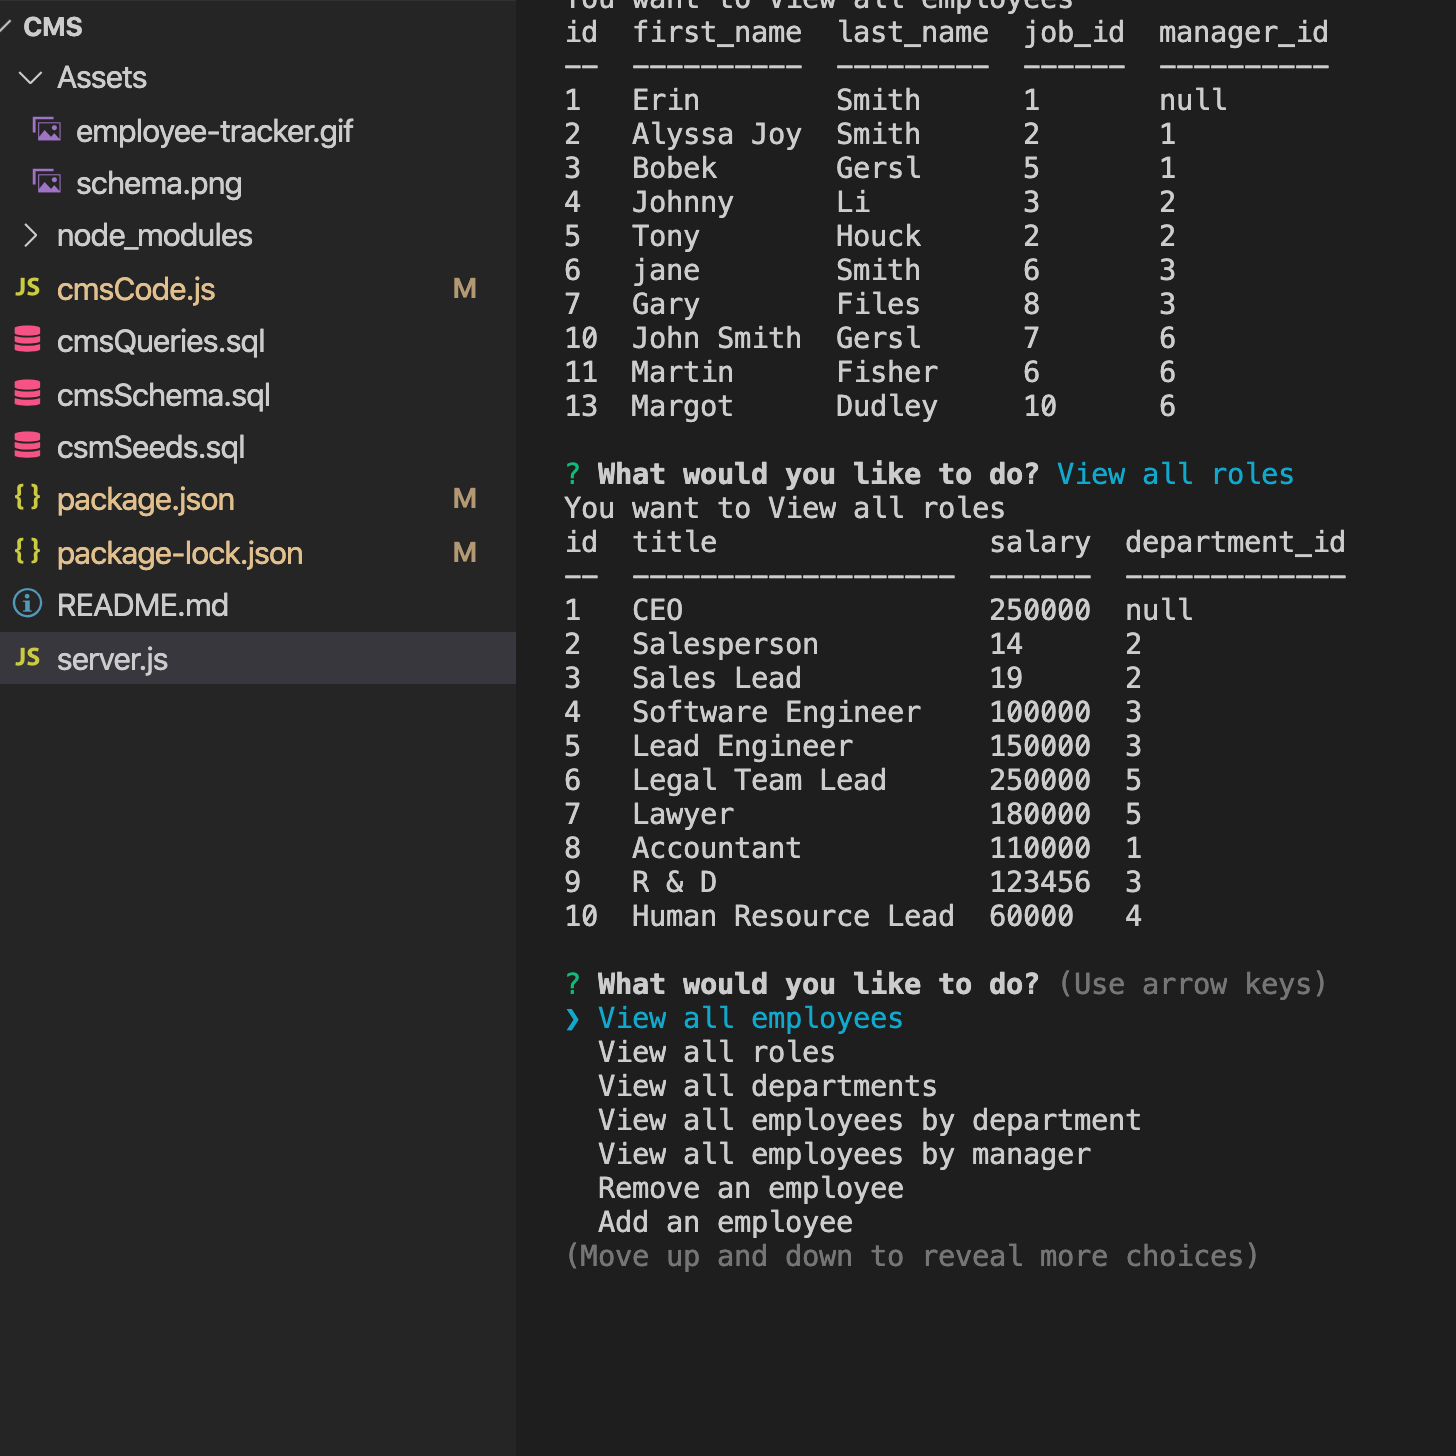 CMS
Assets
employee-tracker.gif
schema.png
node_modules
JS cmsCode.js M
cmsQueries.sql
cmsSchema.sql
csmSeeds.sql
{} package.json M
{} package-lock.json M
README.md
JS server.js
You want to View all employees
id first_name last_name job_id manager_id
-- ---------- --------- ------ ----------
1 Erin Smith 1 null
2 Alyssa Joy Smith 2 1
3 Bobek Gersl 5 1
4 Johnny Li 3 2
5 Tony Houck 2 2
6 jane Smith 6 3
7 Gary Files 8 3
10 John Smith Gersl 7 6
11 Martin Fisher 6 6
13 Margot Dudley 10 6
? What would you like to do? View all roles
You want to View all roles
id title salary department_id
-- ------------------- ------ -------------
1 CEO 250000 null
2 Salesperson 14 2
3 Sales Lead 19 2
4 Software Engineer 100000 3
5 Lead Engineer 150000 3
6 Legal Team Lead 250000 5
7 Lawyer 180000 5
8 Accountant 110000 1
9 R & D 123456 3
10 Human Resource Lead 60000 4
? What would you like to do? (Use arrow keys)
❯ View all employees
View all roles
View all departments
View all employees by department
View all employees by manager
Remove an employee
Add an employee
(Move up and down to reveal more choices)